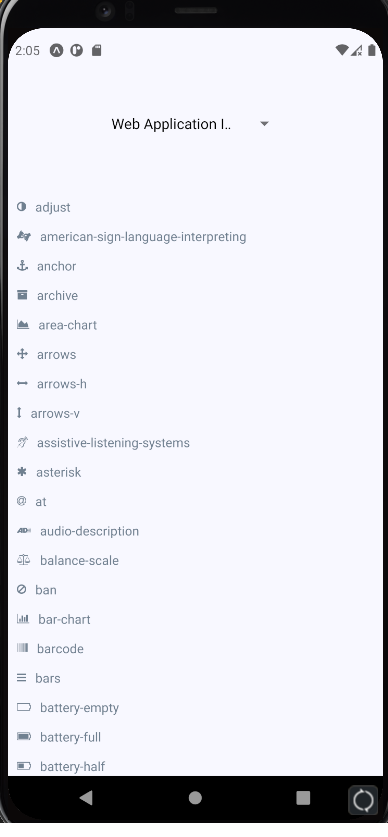 2:05
Web Application I..
adjust
american-sign-language-interpreting
anchor
archive
area-chart
arrows
arrows-h
arrows-v
assistive-listening-systems
asterisk
at
audio-description
balance-scale
ban
bar-chart
barcode
bars
battery-empty
battery-full
battery-half